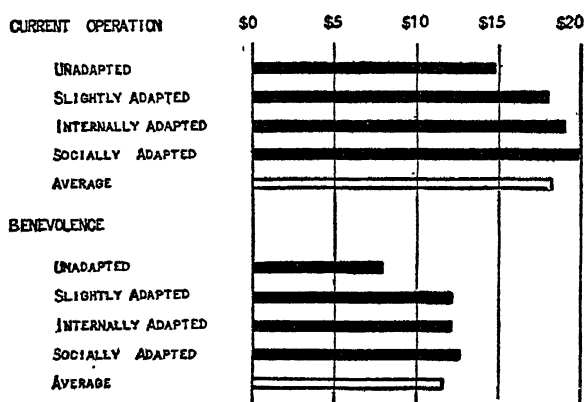 CURRENT OPERATION $0 $5 $10 $15 $20
UNADAPTED
SLIGHTLY ADAPTED
INTERNALLY ADAPTED
SOCIALLY ADAPTED
AVERAGE
BENEVOLENCE
UNADAPTED
SLIGHTLY ADAPTED
INTERNALLY ADAPTED
SOCIALLY ADAPTED
AVERAGE